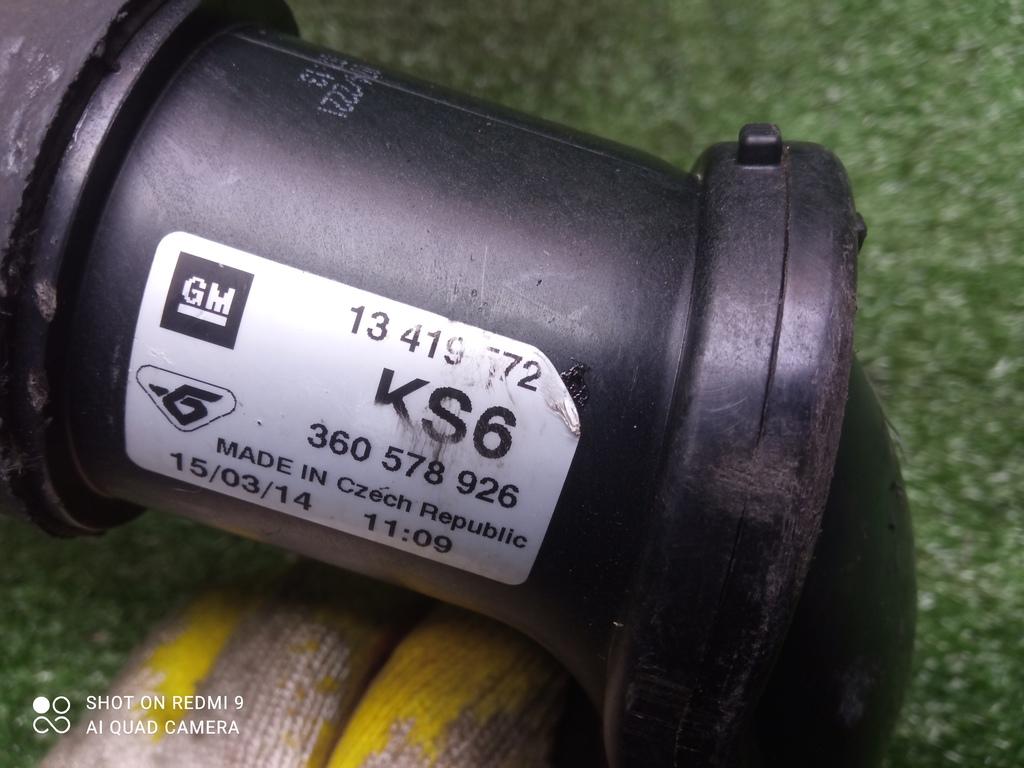 GM
13 419
KS6
360 578 926
MADE IN Czech Republic
15/03/14 11:09
SHOT ON REDMI 9
AI QUAD CAMERA